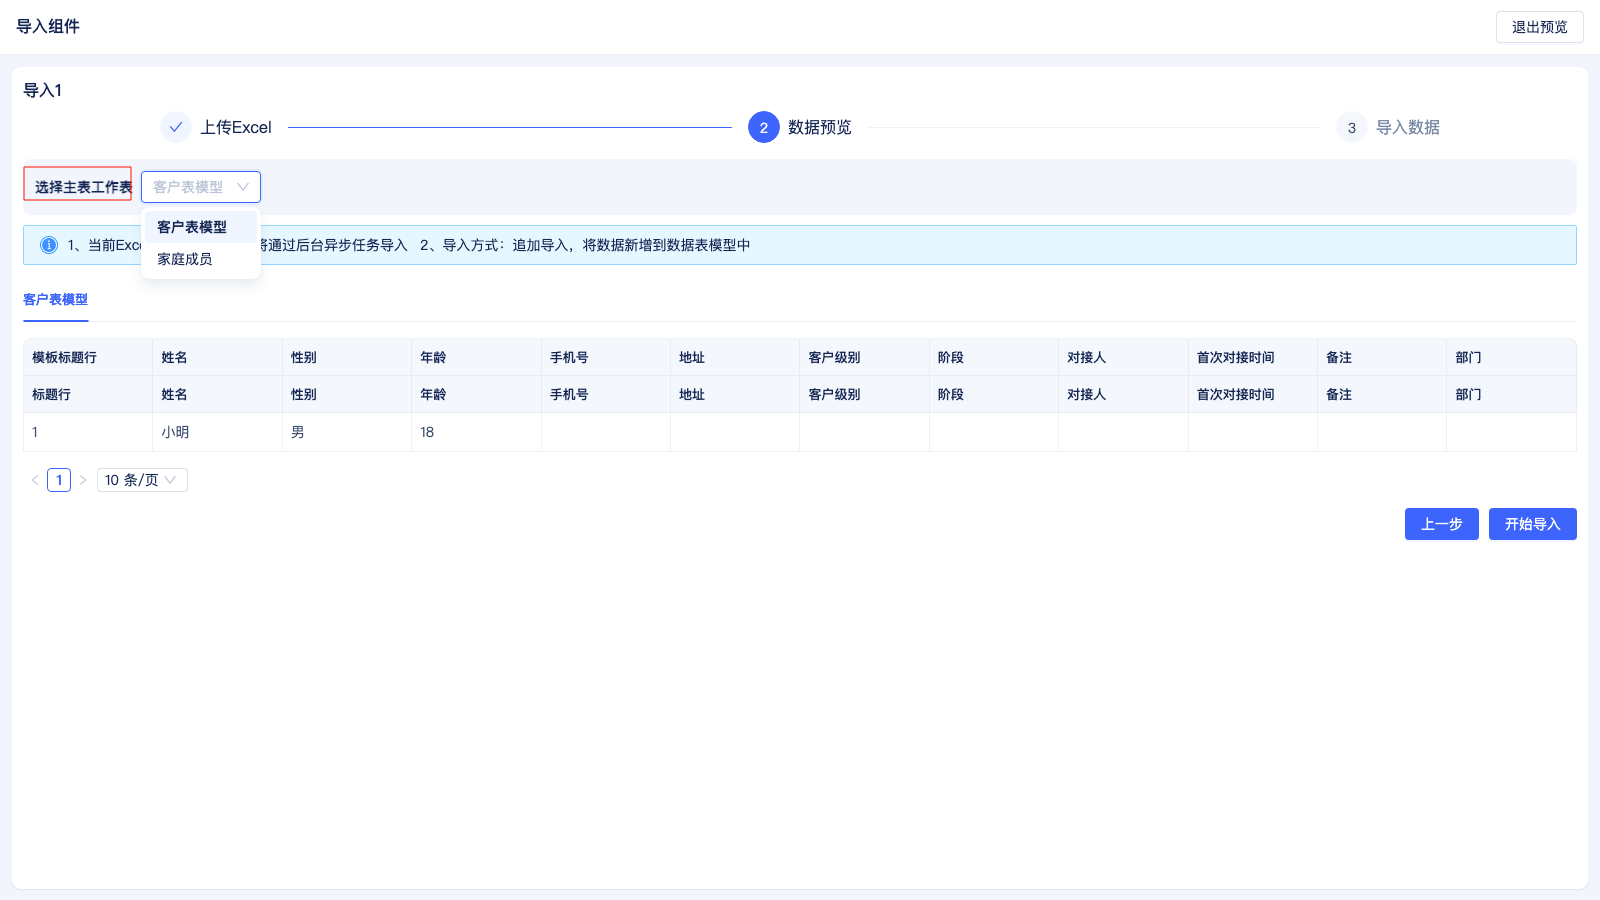 导入组件
退出预览
导入1
上传Excel
2 数据预览
3 导入数据
选择主表工作表 客户表模型
客户表模型
家庭成员
1、当前Exc 将通过后台异步任务导入 2、导入方式：追加导入，将数据新增到数据表模型中
客户表模型
模板标题行 姓名 性别 年龄 手机号 地址 客户级别 阶段 对接人 首次对接时间 备注 部门
标题行 姓名 性别 年龄 手机号 地址 客户级别 阶段 对接人 首次对接时间 备注 部门
1 小明 男 18
1 10 条/页
上一步 开始导入